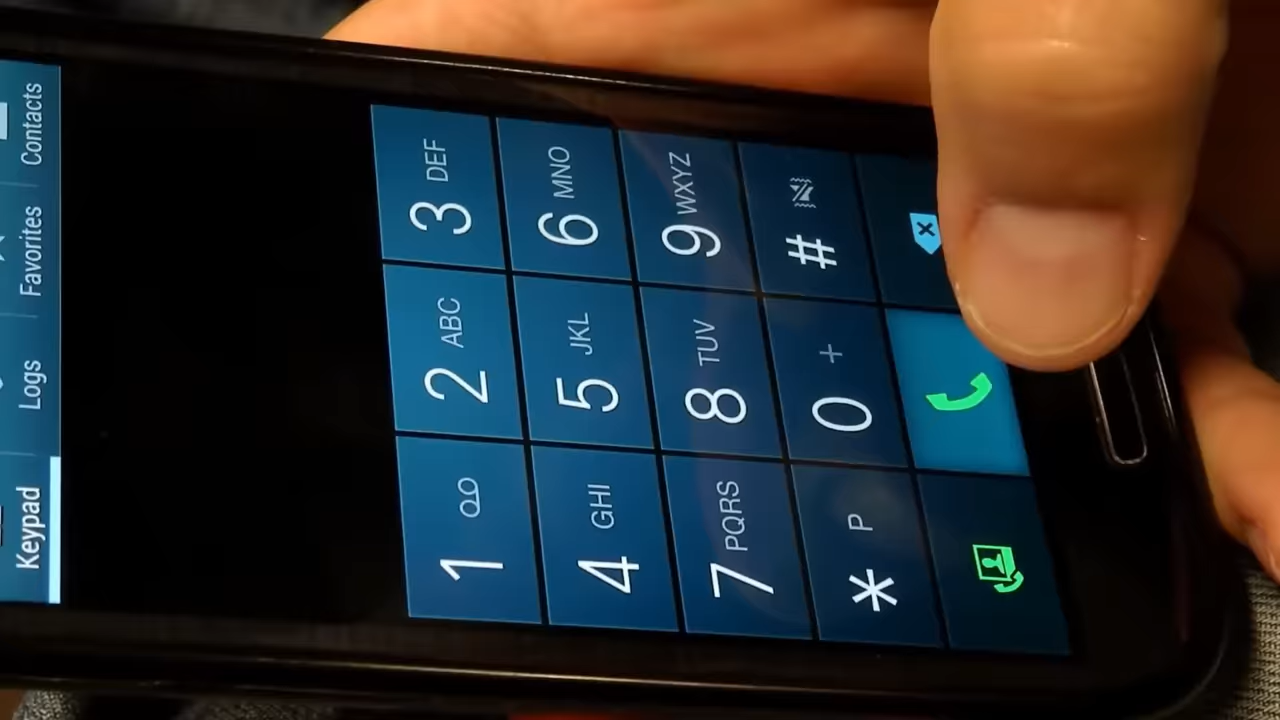 Keypad Logs Favorites Contacts
1 2 ABC 3 DEF
4 GHI 5 JKL 6 MNO
7 PQRS 8 TUV 9 WXYZ
* P 0 + #